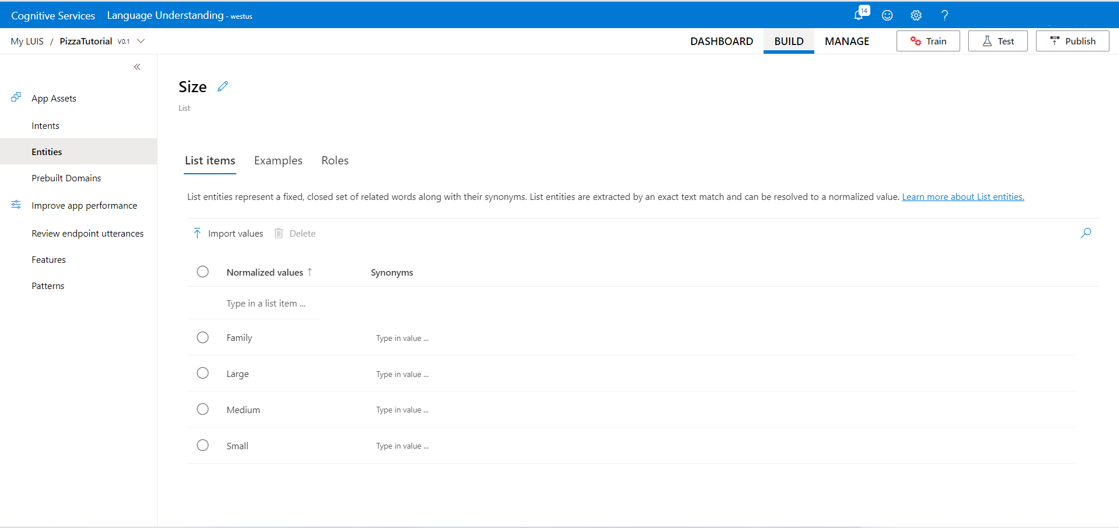 Cognitive Services Language Understanding - westus 14 ?
My LUIS / PizzaTutorial V0.1 DASHBOARD BUILD MANAGE Train Test Publish
«
Size
App Assets
List
Intents
Entities
List items Examples Roles
Prebuilt Domains
List entities represent a fixed, closed set of related words along with their synonyms. List entities are extracted by an exact text match and can be resolved to a normalized value. Learn more about List entities.
Improve app performance
Review endpoint utterances
Import values Delete
Features
Normalized values ↑ Synonyms
Patterns
Type in a list item ...
Family Type in value ...
Large Type in value ...
Medium Type in value ...
Small Type in value ...